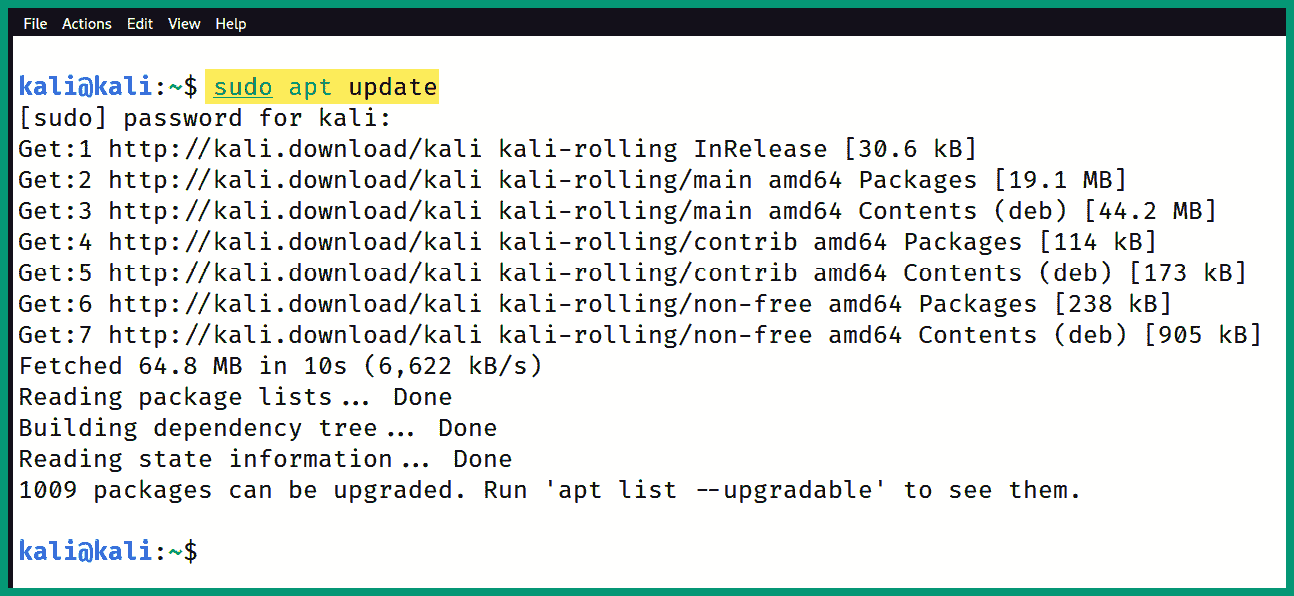 File Actions Edit View Help
kali@kali:~$ sudo apt update
[sudo] password for kali:
Get:1 http://kali.download/kali kali-rolling InRelease [30.6 kB]
Get:2 http://kali.download/kali kali-rolling/main amd64 Packages [19.1 MB]
Get:3 http://kali.download/kali kali-rolling/main amd64 Contents (deb) [44.2 MB]
Get:4 http://kali.download/kali kali-rolling/contrib amd64 Packages [114 kB]
Get:5 http://kali.download/kali kali-rolling/contrib amd64 Contents (deb) [173 kB]
Get:6 http://kali.download/kali kali-rolling/non-free amd64 Packages [238 kB]
Get:7 http://kali.download/kali kali-rolling/non-free amd64 Contents (deb) [905 kB]
Fetched 64.8 MB in 10s (6,622 kB/s)
Reading package lists... Done
Building dependency tree... Done
Reading state information... Done
1009 packages can be upgraded. Run 'apt list --upgradable' to see them.
kali@kali:~$